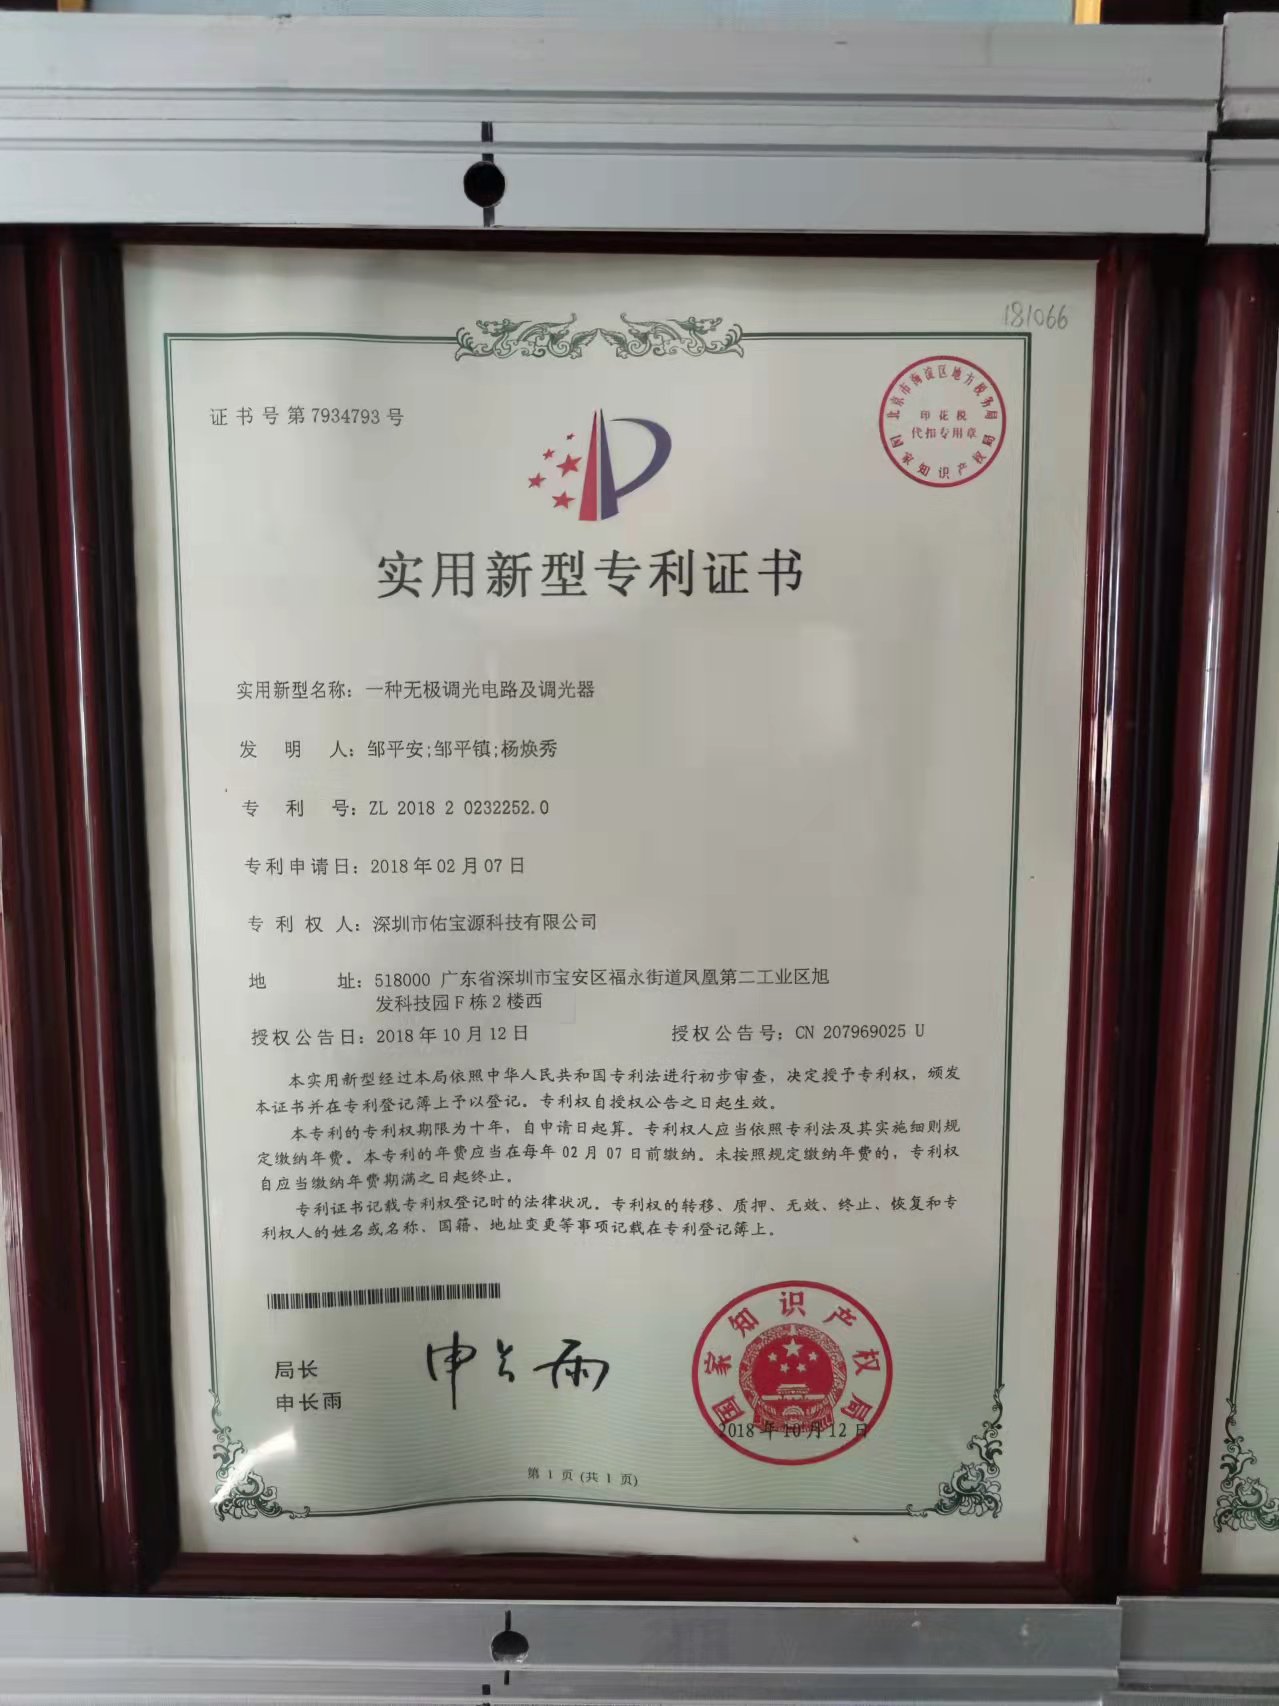 181066
北京市海淀区地方税务局
印花税
代扣专用章
国家知识产权局
证书号第7934793号
实用新型专利证书
实用新型名称：一种无极调光电路及调光器
发明人：邹平安;邹平镇;杨焕秀
专利号：ZL 2018 2 0232252.0
专利申请日：2018年02月07日
专利权人：深圳市佑宝源科技有限公司
地址：518000 广东省深圳市宝安区福永街道凤凰第二工业区旭
发科技园F栋2楼西
授权公告日：2018年10月12日 授权公告号：CN 207969025 U
本实用新型经过本局依照中华人民共和国专利法进行初步审查，决定授予专利权，颁发
本证书并在专利登记簿上予以登记。专利权自授权公告之日起生效。
本专利的专利权期限为十年，自申请日起算。专利权人应当依照专利法及其实施细则规
定缴纳年费。本专利的年费应当在每年02月07日前缴纳。未按照规定缴纳年费的，专利权
自应当缴纳年费期满之日起终止。
专利证书记载专利权登记时的法律状况。专利权的转移、质押、无效、终止、恢复和专
利权人的姓名或名称、国籍、地址变更等事项记载在专利登记簿上。
局长
申长雨
申长雨
国家知识产权局
2018年10月12日
第1页(共1页)